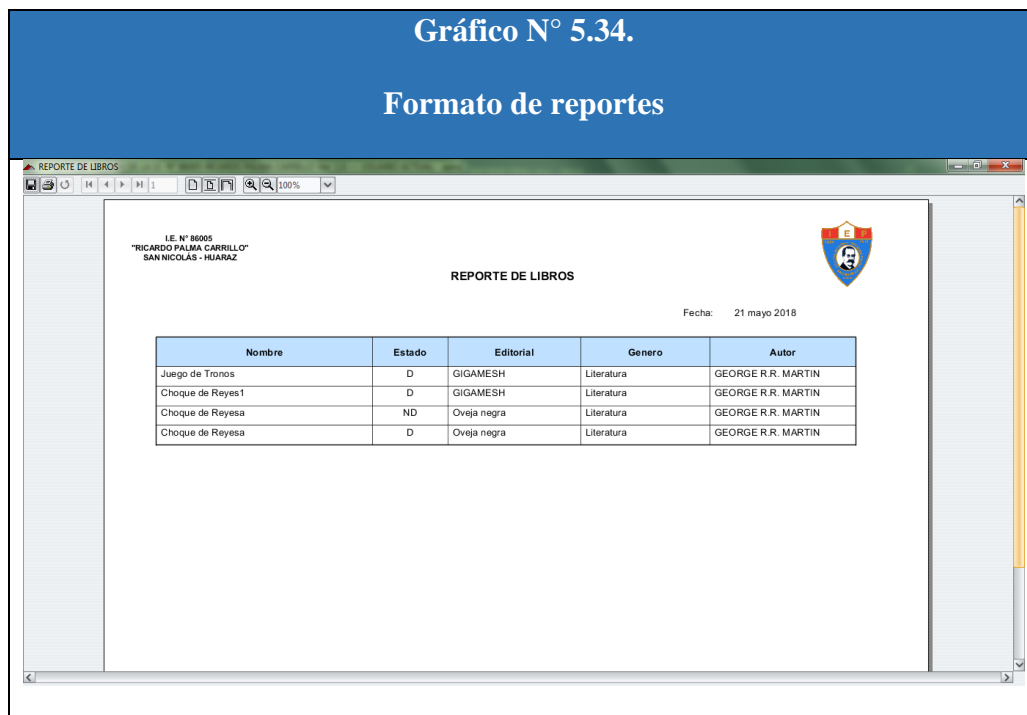 Gráfico N° 5.34.
Formato de reportes
REPORTE DE LIBROS
1
100%
I.E. N° 86005
"RICARDO PALMA CARRILLO"
SAN NICOLÁS - HUARAZ
I E P
REPORTE DE LIBROS
Fecha: 21 mayo 2018
Nombre Estado Editorial Genero Autor
Juego de Tronos D GIGAMESH Literatura GEORGE R.R. MARTIN
Choque de Reyes1 D GIGAMESH Literatura GEORGE R.R. MARTIN
Choque de Reyesa ND Oveja negra Literatura GEORGE R.R. MARTIN
Choque de Reyesa D Oveja negra Literatura GEORGE R.R. MARTIN